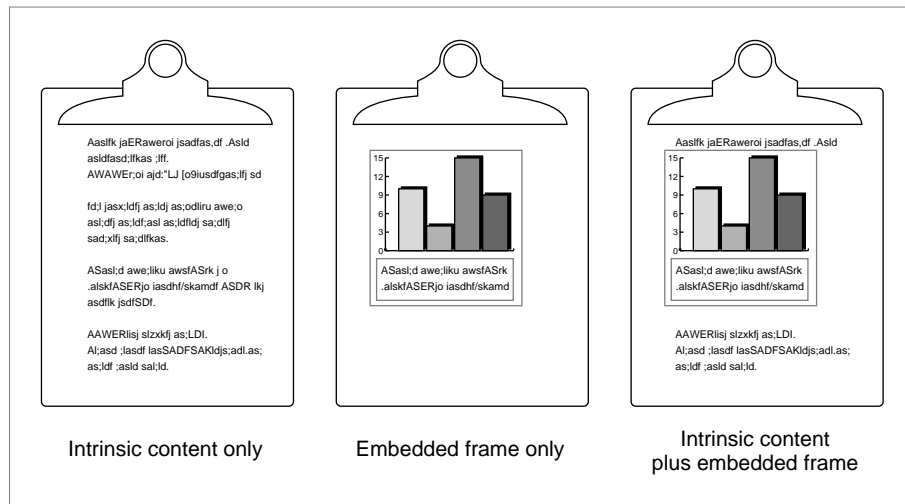 Aaslfk jaERaweroi jsadfas,df .Asld
asldfasd;lfkas ;lff.
AWAWEr;oi ajd:"LJ [o9iusdfgas;lfj sd
fd;l jasx;ldfj as;ldj as;odliru awe;o
asl;dfj as;ldf;asl as;ldfldj sa;dlfj
sad;xlfj sa;dlfkas.
ASasl;d awe;liku awsfASrk j o
.alskfASERjo iasdhf/skamdf ASDR lkj
asdflk jsdfSDf.
AAWERlisj slzxkfj as;LDI.
Al;asd ;lasdf lasSADFSAKldjs;adl.as;
as;ldf ;asld sal;ld.
Intrinsic content only
15
12
9
6
3
0
ASasl;d awe;liku awsfASrk
.alskfASERjo iasdhf/skamd
Embedded frame only
Aaslfk jaERaweroi jsadfas,df .Asld
15
12
9
6
3
0
ASasl;d awe;liku awsfASrk
.alskfASERjo iasdhf/skamd
AAWERlisj slzxkfj as;LDI.
Al;asd ;lasdf lasSADFSAKldjs;adl.as;
as;ldf ;asld sal;ld.
Intrinsic content
plus embedded frame